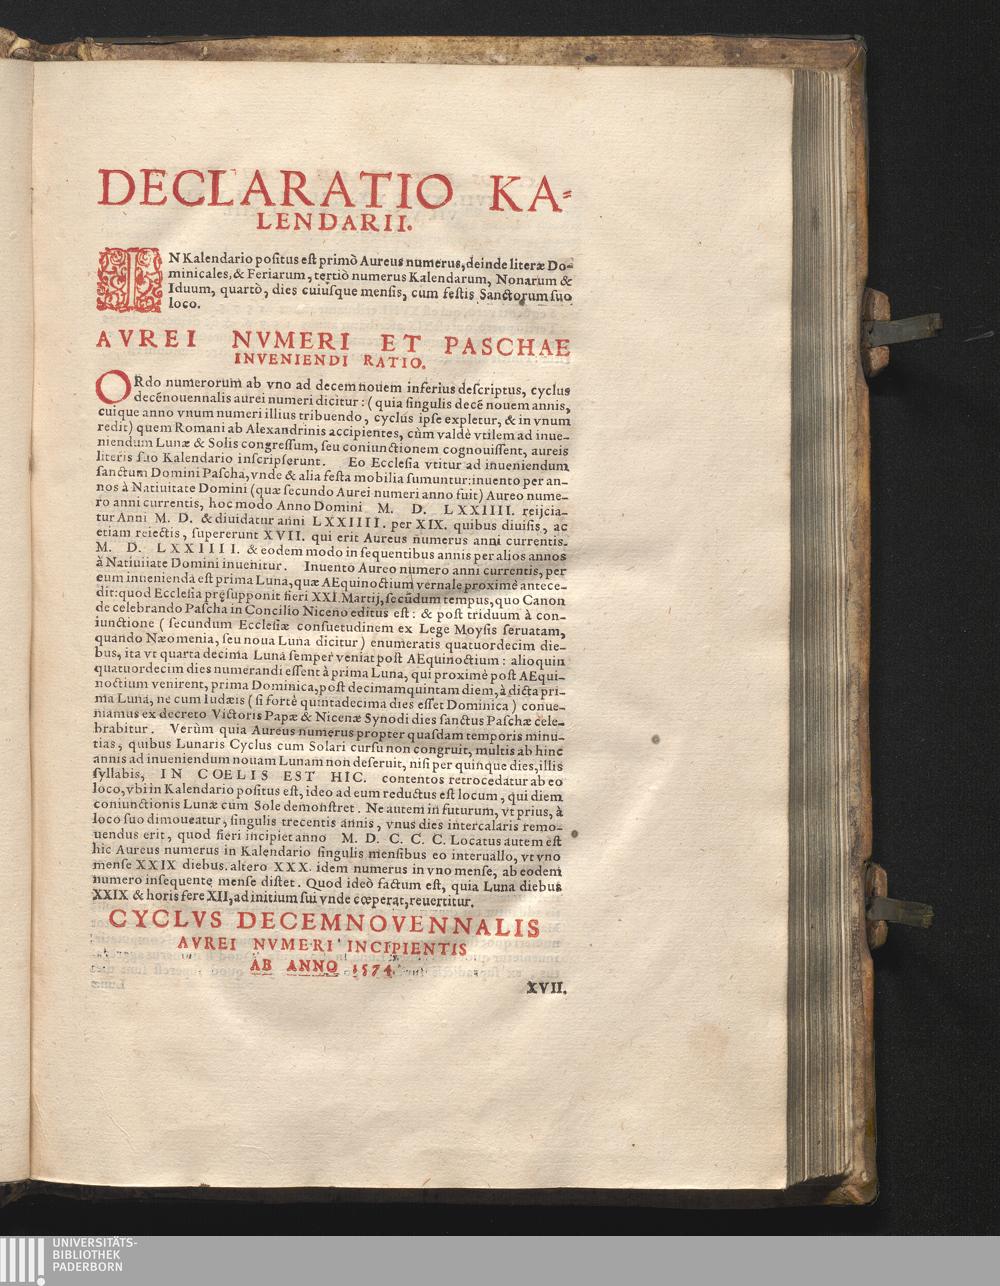 DECLARATIO KA-
LENDARII.
IN Kalendario positus est primò Aureus numerus, deinde literæ Do-
minicales, & Feriarum, tertiò numerus Kalendarum, Nonarum &
Iduum, quartò, dies cuiusque mensis, cum festis Sanctorum suo
loco.
AVREI NVMERI ET PASCHAE
INVENIENDI RATIO.
ORdo numerorum ab vno ad decemnouem inferius descriptus, cyclus
decẽnouennalis aurei numeri dicitur: (quia singulis decẽ nouem annis,
cuique anno vnum numeri illius tribuendo, cyclus ipse expletur, & in vnum
redit) quem Romani ab Alexandrinis accipientes, cùm valdè vtilem ad inue-
niendum Lunæ & Solis congressum, seu coniunctionem cognouissent, aureis
literis suo Kalendario inscripserunt. Eo Ecclesia vtitur ad inueniendum
sanctum Domini Pascha, vnde & alia festa mobilia sumuntur: inuento per an-
nos à Natiuitate Domini (quæ secundo Aurei numeri anno fuit) Aureo nume-
ro anni currentis, hoc modo Anno Domini M. D. LXXIIII. reijcia-
tur Anni M. D. & diuidatur anni LXXIIII. per XIX. quibus diuisis, ac
etiam reiectis, supererunt XVII. qui erit Aureus numerus anni currentis.
M. D. LXXIIII. & eodem modo in sequentibus annis per alios annos
à Natiuiiate Domini inuenitur. Inuento Aureo numero anni currentis, per
eum inuenienda est prima Luna, quæ AEquinoctium vernale proximè antece-
dit: quod Ecclesia pręsupponit fieri XXI Martij, secũdum tempus, quo Canon
de celebrando Pascha in Concilio Niceno editus est: & post triduum à con-
iunctione (secundum Ecclesiæ consuetudinem ex Lege Moysis seruatam,
quando Næomenia, seu noua Luna dicitur) enumeratis quatuordecim die-
bus, ita vt quarta decima Luna semper veniat post AEquinoctium: alioquin
quatuordecim dies numerandi essent à prima Luna, qui proximè post AEqui-
noctium venirent, prima Dominica, post decimamquintam diem, à dicta pri-
ma Luna, ne cum Iudæis (si fortè quintadecima dies esset Dominica) conue-
niamus ex decreto Victoris Papæ & Nicenæ Synodi dies sanctus Paschæ cele-
brabitur. Verùm quia Aureus numerus propter quasdam temporis minu-
tias, quibus Lunaris Cyclus cum Solari cursu non congruit, multis ab hinc
annis ad inueniendum nouam Lunam non deseruit, nisi per quinque dies, illis
syllabis, IN COELIS EST HIC. contentos retrocedatur ab eo
loco, vbi in Kalendario positus est, ideo ad eum reductus est locum, qui diem
coniunctionis Lunæ cum Sole demonstret. Ne autem in futurum, vt prius, à
loco suo dimoueatur, singulis trecentis annis, vnus dies intercalaris remo-
uendus erit, quod fieri incipiet anno M. D. C. C. C. Locatus autem est
hic Aureus numerus in Kalendario singulis mensibus eo interuallo, vt vno
mense XXIX diebus. altero XXX. idem numerus in vno mense, ab eodem
numero insequente mense distet. Quod ideò factum est, quia Luna diebus
XXIX & horis fere XII, ad initium sui vnde cœperat, reuertitur.
CYCLVS DECEMNOVENNALIS
AVREI NVMERI INCIPIENTIS
AB ANNO 1574
XVII.
UNIVERSITÄTS-
BIBLIOTHEK
PADERBORN